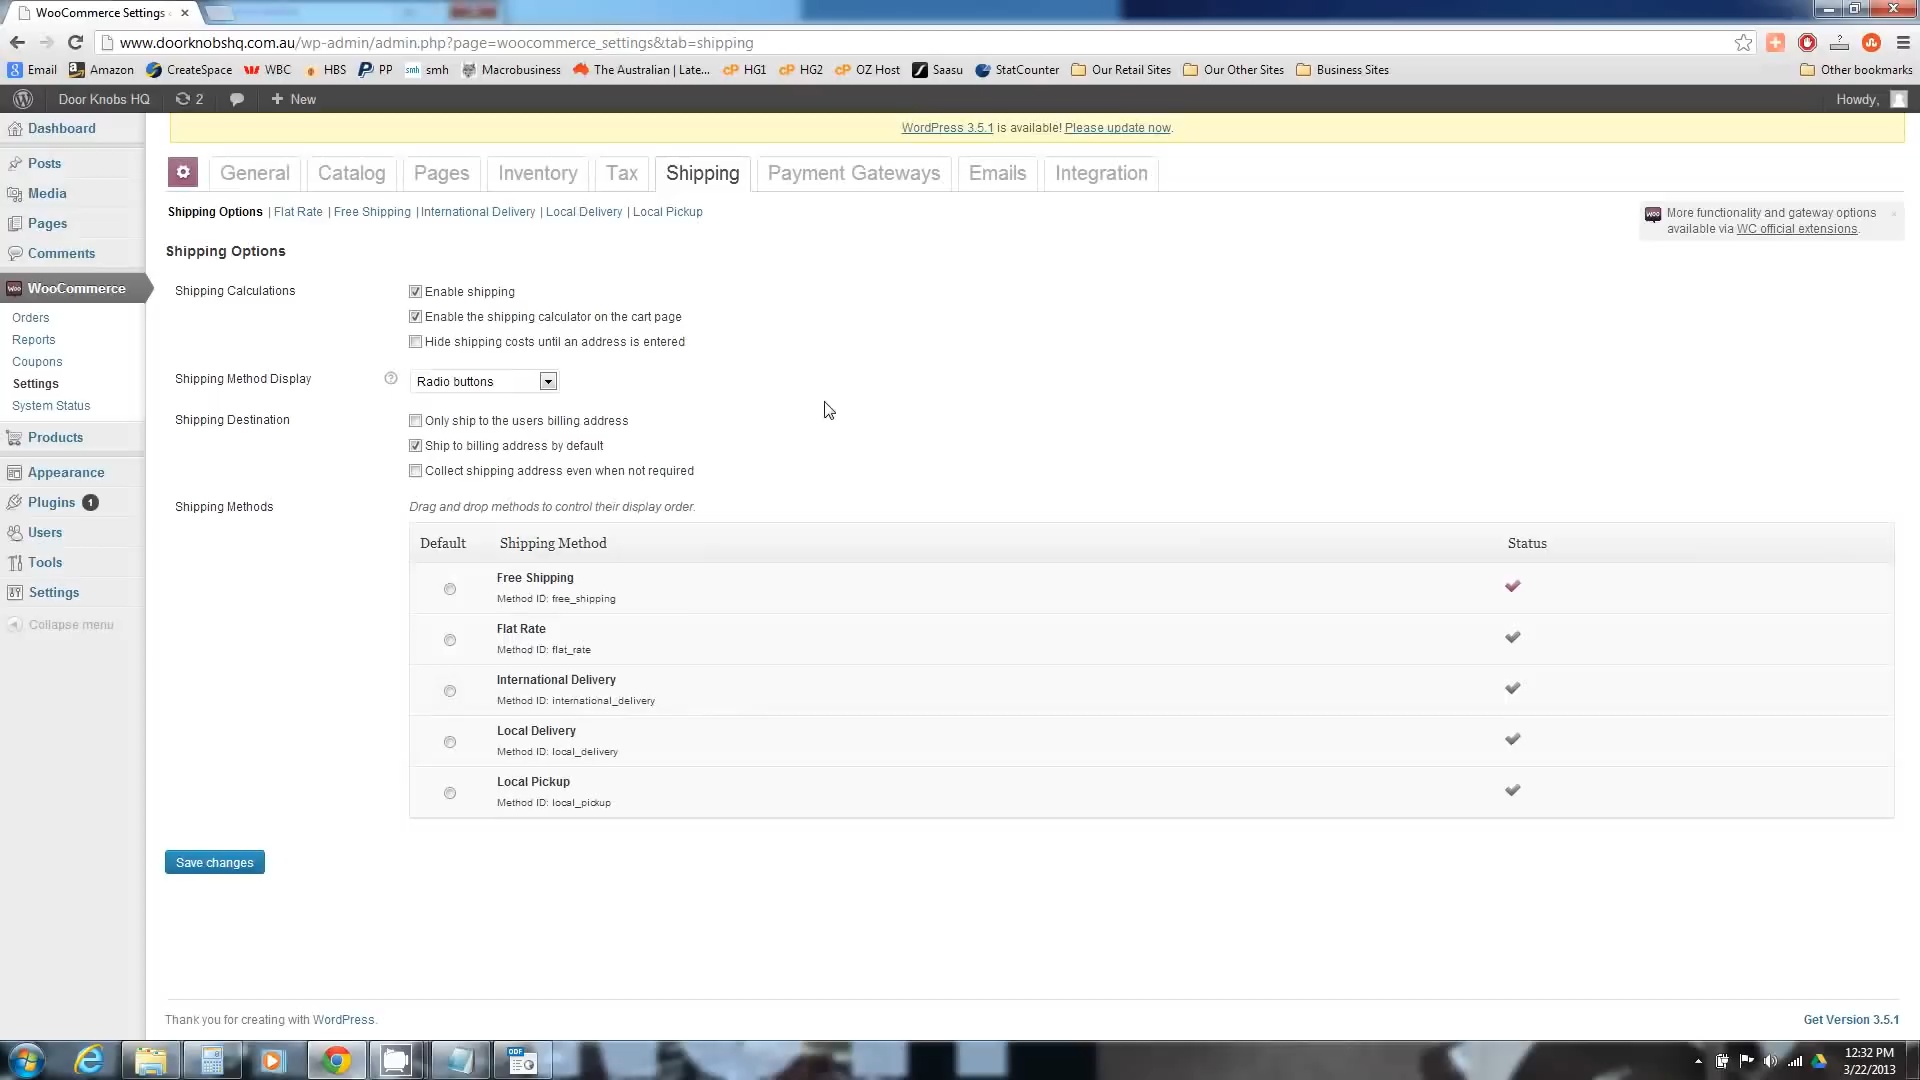 WooCommerce Settings
www.doorknobshq.com.au/wp-admin/admin.php?page=woocommerce_settings&tab=shipping
Email Amazon CreateSpace WBC HBS PP smh smh Macrobusiness The Australian | Late... cP HG1 cP HG2 cP OZ Host Saasu StatCounter Our Retail Sites Our Other Sites Business Sites Other bookmarks
Door Knobs HQ 2 + New Howdy,
WordPress 3.5.1 is available! Please update now.
Dashboard
Posts
Media
Pages
Comments
WooCommerce
Orders
Reports
Coupons
Settings
System Status
Products
Appearance
Plugins 1
Users
Tools
Settings
Collapse menu
General Catalog Pages Inventory Tax Shipping Payment Gateways Emails Integration
Shipping Options | Flat Rate | Free Shipping | International Delivery | Local Delivery | Local Pickup
More functionality and gateway options
available via WC official extensions.
Shipping Options
Shipping Calculations Enable shipping
Enable the shipping calculator on the cart page
Hide shipping costs until an address is entered
Shipping Method Display ? Radio buttons
Shipping Destination Only ship to the users billing address
Ship to billing address by default
Collect shipping address even when not required
Shipping Methods Drag and drop methods to control their display order.
Default Shipping Method Status
Free Shipping
Method ID: free_shipping
Flat Rate
Method ID: flat_rate
International Delivery
Method ID: international_delivery
Local Delivery
Method ID: local_delivery
Local Pickup
Method ID: local_pickup
Save changes
Thank you for creating with WordPress. Get Version 3.5.1
12:32 PM
3/22/2013